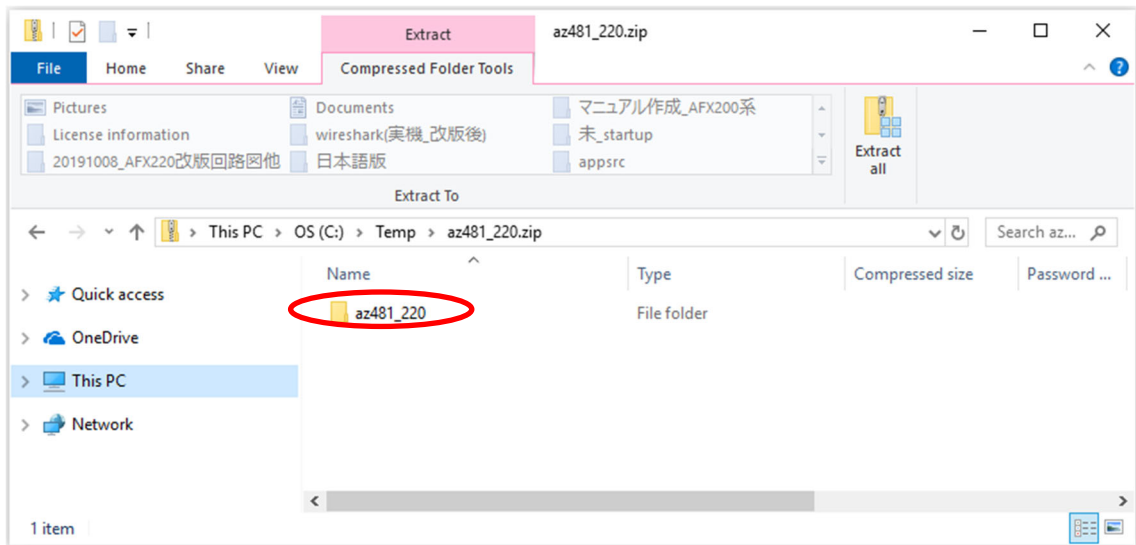 Extract
az481_220.zip
File Home Share View Compressed Folder Tools
Pictures Documents マニュアル作成_AFX200系
License information wireshark(実機_改版後) 未_startup
20191008_AFX220改版回路図他 日本語版 appsrc
Extract all
Extract To
This PC > OS (C:) > Temp > az481_220.zip
Search az...
Name Type Compressed size Password ...
Quick access
az481_220 File folder
OneDrive
This PC
Network
1 item